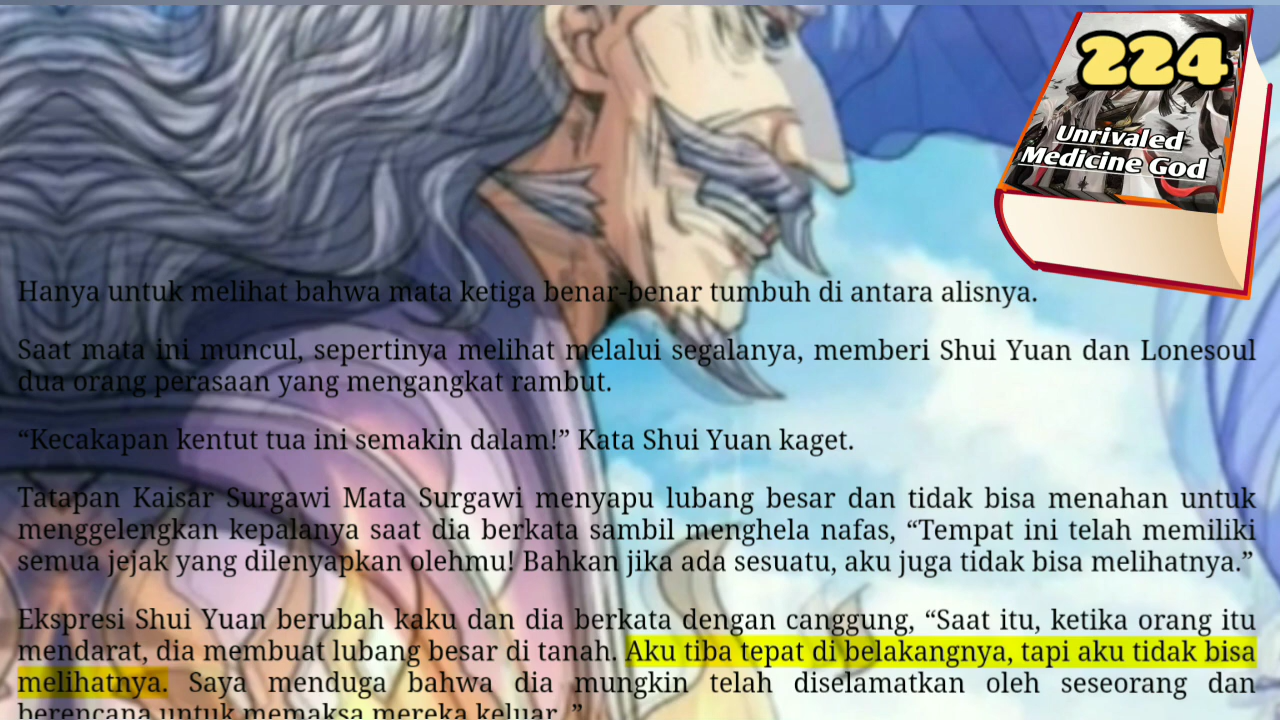 224
Unrivaled
Medicine God
Hanya untuk melihat bahwa mata ketiga benar-benar tumbuh di antara alisnya.
Saat mata ini muncul, sepertinya melihat melalui segalanya, memberi Shui Yuan dan Lonesoul
dua orang perasaan yang mengangkat rambut.
“Kecakapan kentut tua ini semakin dalam!” Kata Shui Yuan kaget.
Tatapan Kaisar Surgawi Mata Surgawi menyapu lubang besar dan tidak bisa menahan untuk
menggelengkan kepalanya saat dia berkata sambil menghela nafas, “Tempat ini telah memiliki
semua jejak yang dilenyapkan olehmu! Bahkan jika ada sesuatu, aku juga tidak bisa melihatnya.”
Ekspresi Shui Yuan berubah kaku dan dia berkata dengan canggung, “Saat itu, ketika orang itu
mendarat, dia membuat lubang besar di tanah. Aku tiba tepat di belakangnya, tapi aku tidak bisa
melihatnya. Saya menduga bahwa dia mungkin telah diselamatkan oleh seseorang dan
berencana untuk memaksa mereka keluar. ”